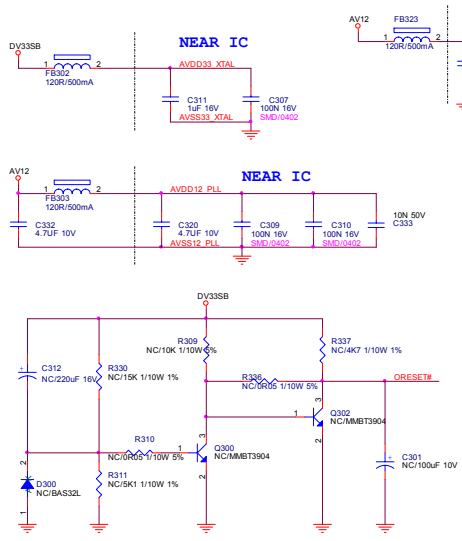 NEAR IC
DV33SB
1 2
FB302
120R/500mA
AVDD33_XTAL
C311
1uF 16V
C307
100N 16V
SMD/0402
AVSS33_XTAL
AV12
FB323
1 2
120R/500mA
NEAR IC
AV12
1 2
FB303
120R/500mA
AVDD12_PLL
C332
4.7UF 10V
C320
4.7UF 10V
C309
100N 16V
SMD/0402
C310
100N 16V
SMD/0402
10N 50V
C333
AVSS12_PLL
DV33SB
C312
NC/220uF 16V
R330
NC/15K 1/10W 1%
R309
NC/10K 1/10W 5%
R337
NC/4K7 1/10W 1%
R336
NC/0R05 1/10W 5%
ORESET#
R310
NC/0R05 1/10W 5%
1
3
2
Q300
NC/MMBT3904
1
3
2
Q302
NC/MMBT3904
2
D300
NC/BAS32L
1
R311
NC/5K1 1/10W 1%
C301
NC/100uF 10V
+
+